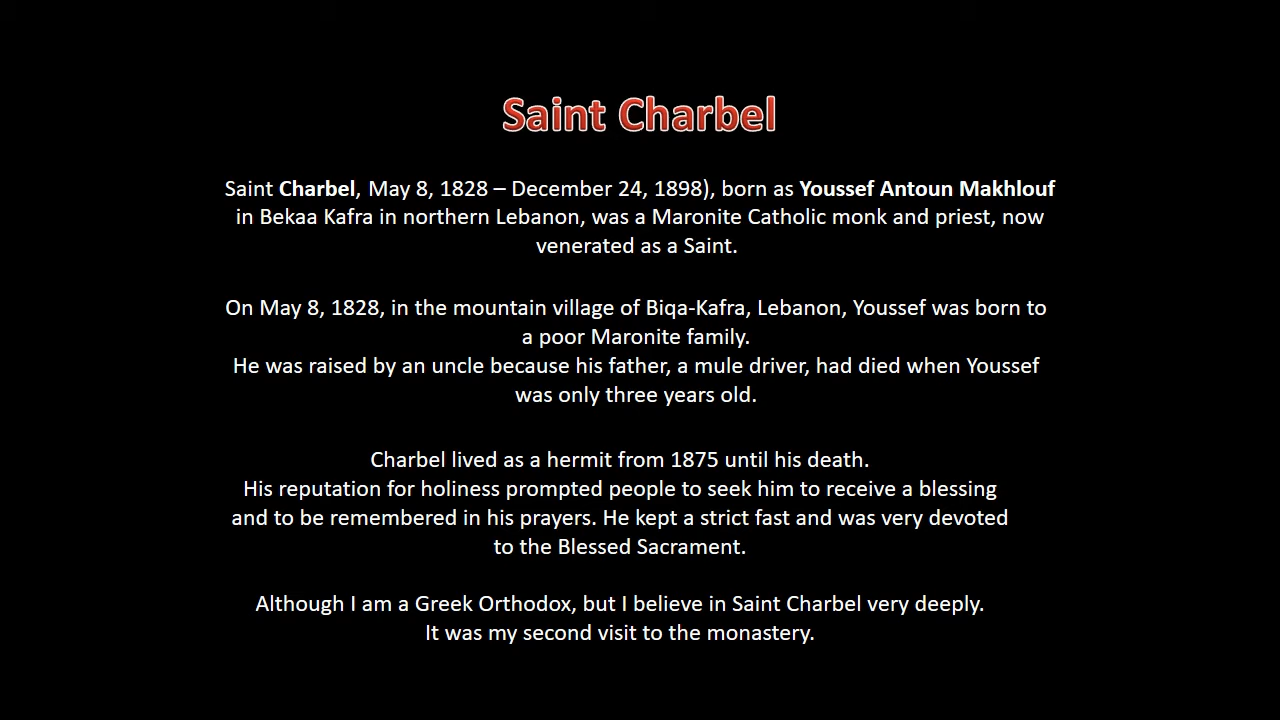 Saint Charbel
Saint Charbel, May 8, 1828 – December 24, 1898), born as Youssef Antoun Makhlouf
in Bekaa Kafra in northern Lebanon, was a Maronite Catholic monk and priest, now
venerated as a Saint.
On May 8, 1828, in the mountain village of Biqa-Kafra, Lebanon, Youssef was born to
a poor Maronite family.
He was raised by an uncle because his father, a mule driver, had died when Youssef
was only three years old.
Charbel lived as a hermit from 1875 until his death.
His reputation for holiness prompted people to seek him to receive a blessing
and to be remembered in his prayers. He kept a strict fast and was very devoted
to the Blessed Sacrament.
Although I am a Greek Orthodox, but I believe in Saint Charbel very deeply.
It was my second visit to the monastery.